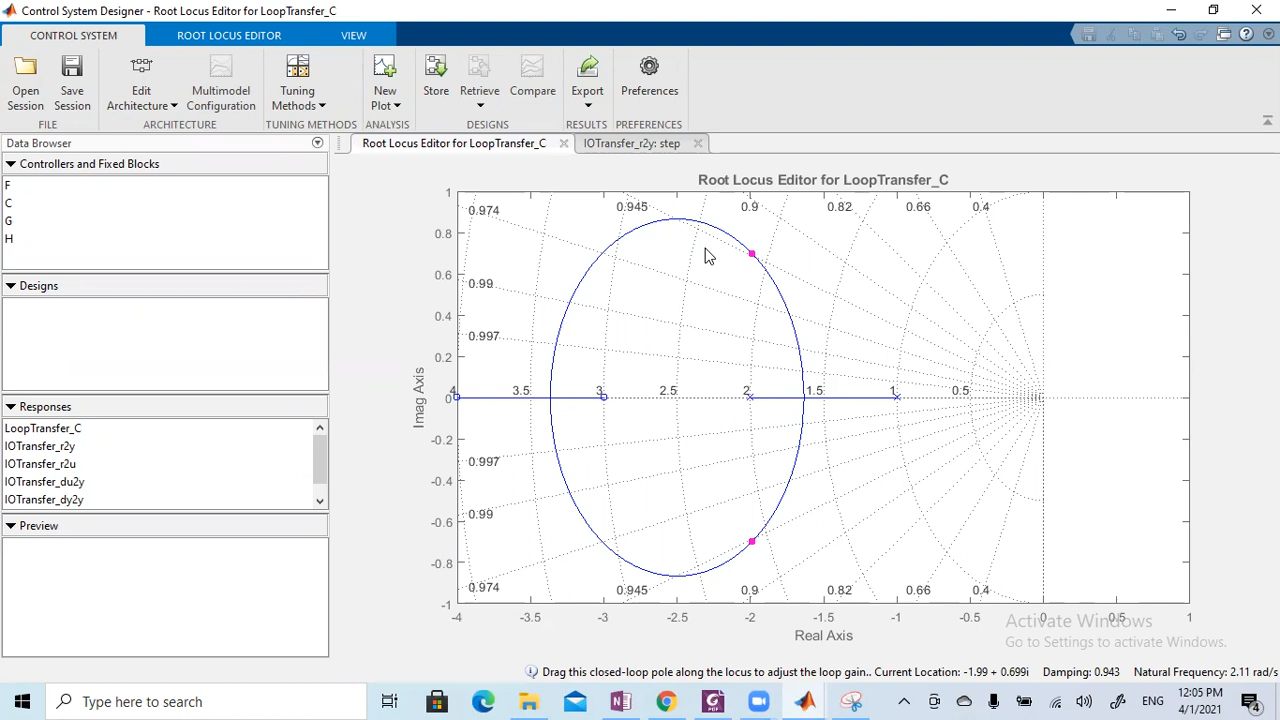 Control System Designer - Root Locus Editor for LoopTransfer_C
CONTROL SYSTEM ROOT LOCUS EDITOR VIEW
Open Session
Save Session
Edit Architecture
Multimodel Configuration
Tuning Methods
New Plot
Store
Retrieve
Compare
Export
Preferences
FILE ARCHITECTURE TUNING METHODS ANALYSIS DESIGNS RESULTS PREFERENCES
Data Browser
Controllers and Fixed Blocks
F
C
G
H
Designs
Responses
LoopTransfer_C
IOTransfer_r2y
IOTransfer_r2u
IOTransfer_du2y
IOTransfer_dy2y
Preview
Root Locus Editor for LoopTransfer_C
IOTransfer_r2y: step
Root Locus Editor for LoopTransfer_C
1
0.8
0.6
0.4
0.2
0
-0.2
-0.4
-0.6
-0.8
-1
Imag Axis
0.974 0.945 0.9 0.82 0.66 0.4
0.99
0.997
4 3.5 3 2.5 2 1.5 1 0.5
0.997
0.99
0.974 0.945 0.9 0.82 0.66 0.4
-4 -3.5 -3 -2.5 -2 -1.5 -1 -0.5 0 0.5 1
Real Axis
Activate Windows
Go to Settings to activate Windows.
Drag this closed-loop pole along the locus to adjust the loop gain.. Current Location: -1.99 + 0.699i Damping: 0.943 Natural Frequency: 2.11 rad/sec
Type here to search
ENG
12:05 PM
4/1/2021
4